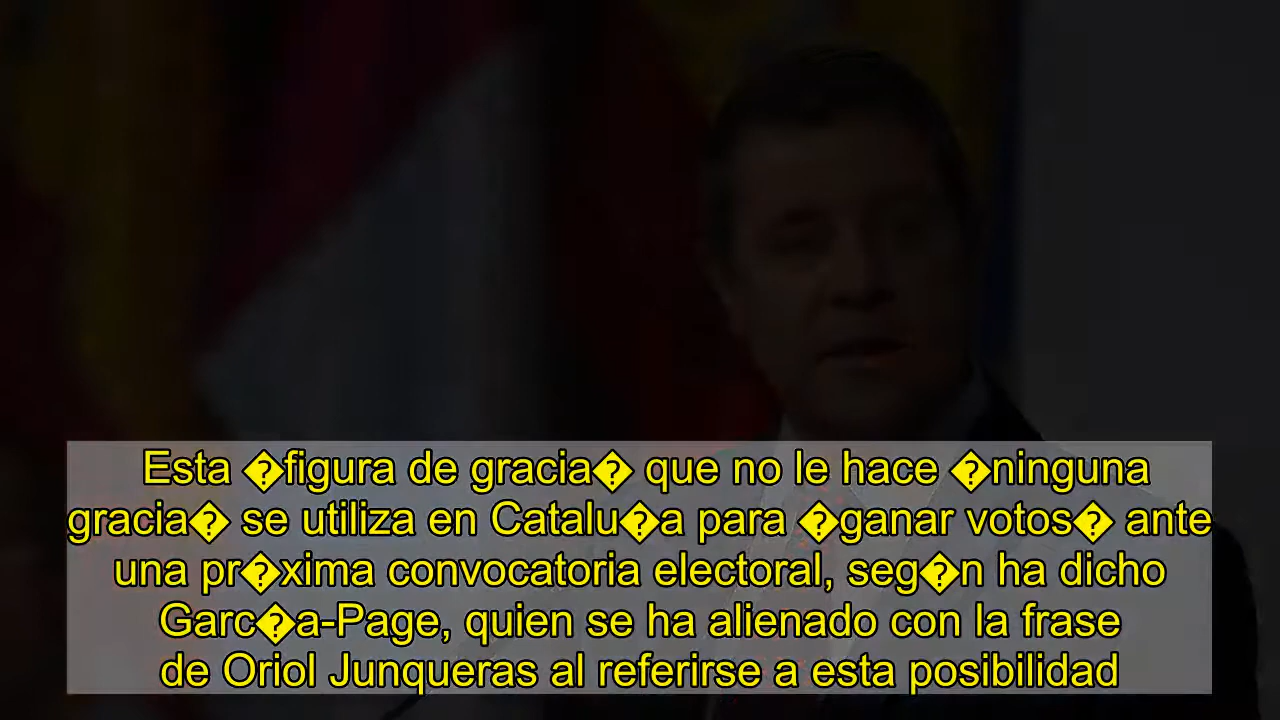 Esta �figura de gracia� que no le hace �ninguna
gracia� se utiliza en Catalu�a para �ganar votos� ante
una pr�xima convocatoria electoral, seg�n ha dicho
Garc�a-Page, quien se ha alienado con la frase
de Oriol Junqueras al referirse a esta posibilidad